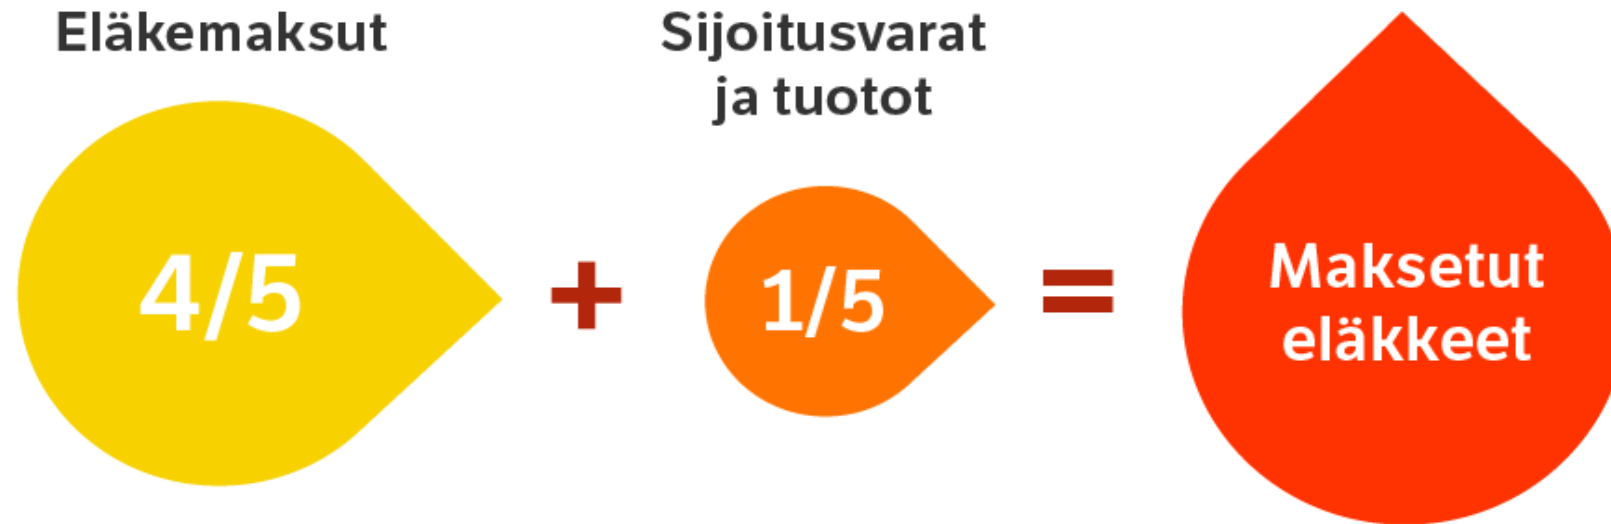 Eläkemaksut
Sijoitusvarat
ja tuotot
4/5
+
1/5
=
Maksetut
eläkkeet